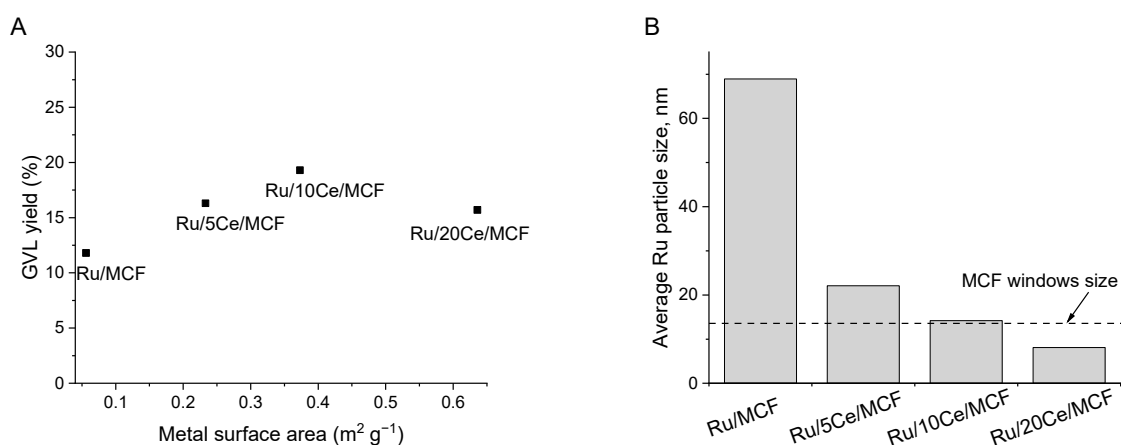 A
30
25
20
15
10
5
0
GVL yield (%)
Ru/MCF
Ru/5Ce/MCF
Ru/10Ce/MCF
Ru/20Ce/MCF
0.1 0.2 0.3 0.4 0.5 0.6
Metal surface area (m² g⁻¹)
B
60
40
20
0
Average Ru particle size, nm
MCF windows size
Ru/MCF
Ru/5Ce/MCF
Ru/10Ce/MCF
Ru/20Ce/MCF